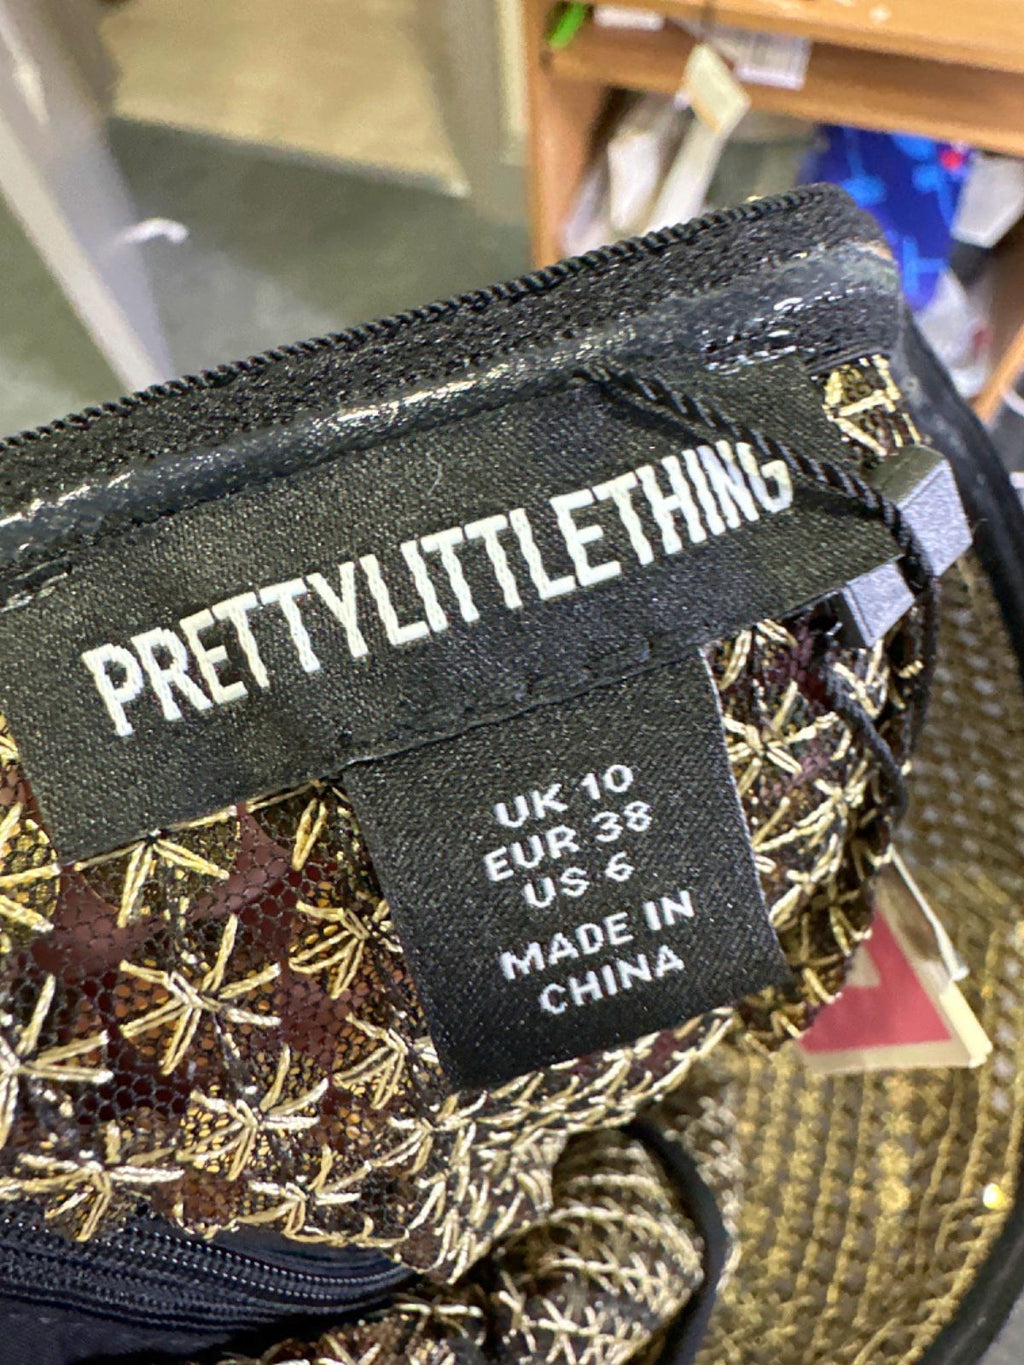 PRETTYLITTLETHING
UK 10
EUR 38
US 6
MADE IN
CHINA